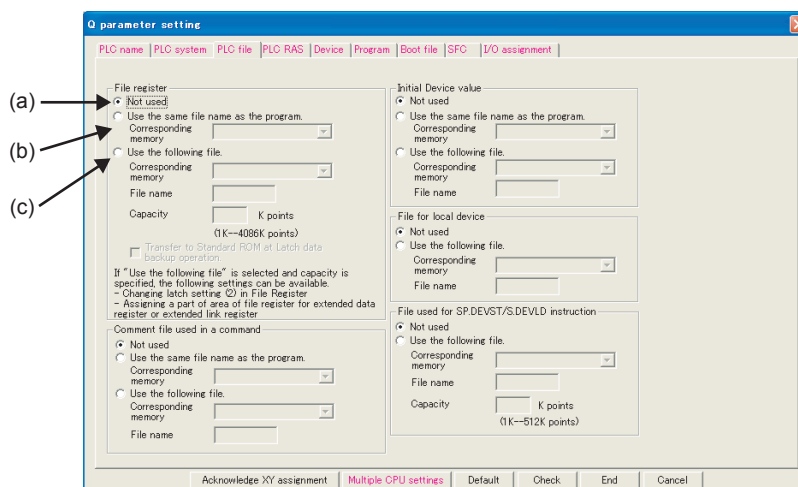 Q parameter setting
PLC name PLC system PLC file PLC RAS Device Program Boot file SFC I/O assignment
(a)
(b)
(c)
File register
Not used
Use the same file name as the program.
Corresponding
memory
Use the following file.
Corresponding
memory
File name
Capacity K points
(1K--4086K points)
Transfer to Standard ROM at Latch data
backup operation
If "Use the following file" is selected and capacity is
specified, the following settings can be available.
- Changing latch setting (2) in File Register
- Assigning a part of area of file register for extended data
register or extended link register
Comment file used in a command
Not used
Use the same file name as the program.
Corresponding
memory
Use the following file.
Corresponding
memory
File name
Initial Device value
Not used
Use the same file name as the program.
Corresponding
memory
Use the following file.
Corresponding
memory
File name
File for local device
Not used
Use the following file.
Corresponding
memory
File name
File used for SP.DEVST/S.DEVLD instruction
Not used
Use the following file.
Corresponding
memory
File name
Capacity K points
(1K--512K points)
Acknowledge XY assignment Multiple CPU settings Default Check End Cancel